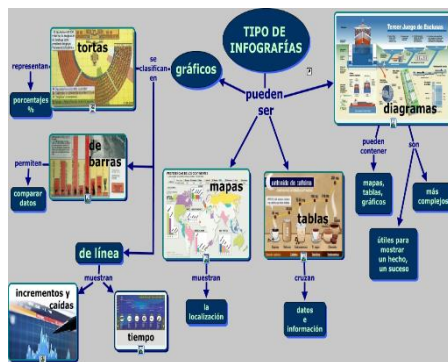 TIPO DE
INFOGRAFÍAS
pueden
ser
gráficos
se
clasifican
en
tortas
representan
porcentajes
%
de
barras
permiten
comparar
datos
de línea
muestran
incrementos y
caídas
tiempo
mapas
muestran
la
localización
tablas
cruzan
datos
e
información
diagramas
pueden
contener
mapas,
tablas,
gráficos
son
útiles para
mostrar
un hecho,
un suceso
más
complejos